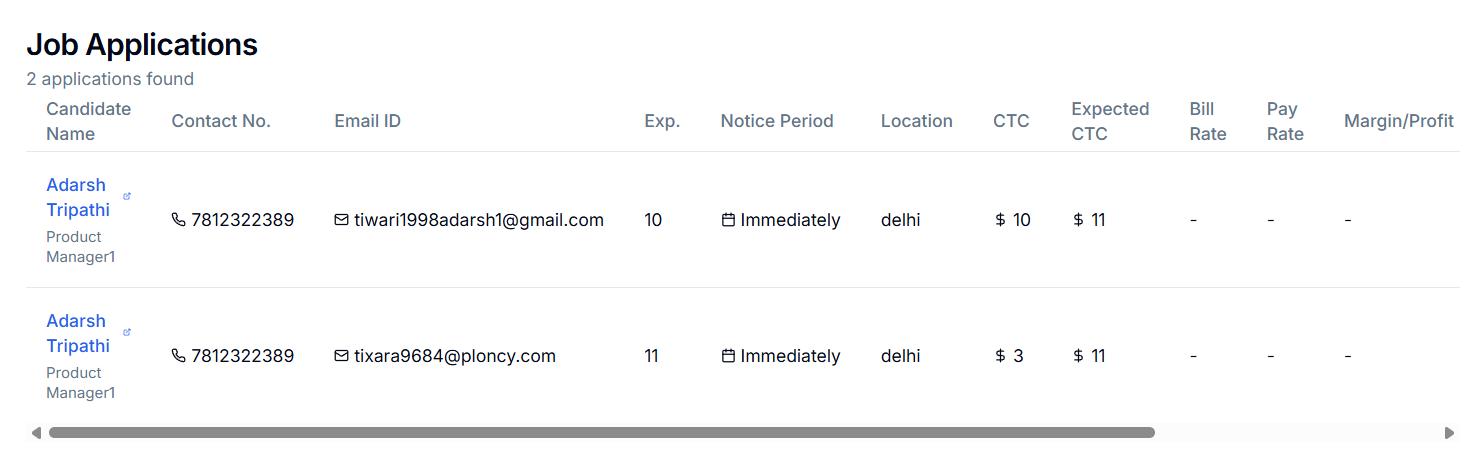 Job Applications
2 applications found
Candidate Name Contact No. Email ID Exp. Notice Period Location CTC Expected CTC Bill Rate Pay Rate Margin/Profit
Adarsh Tripathi
Product Manager1
7812322389 tiwari1998adarsh1@gmail.com 10 Immediately delhi $ 10 $ 11 - - -
Adarsh Tripathi
Product Manager1
7812322389 tixara9684@ploncy.com 11 Immediately delhi $ 3 $ 11 - - -